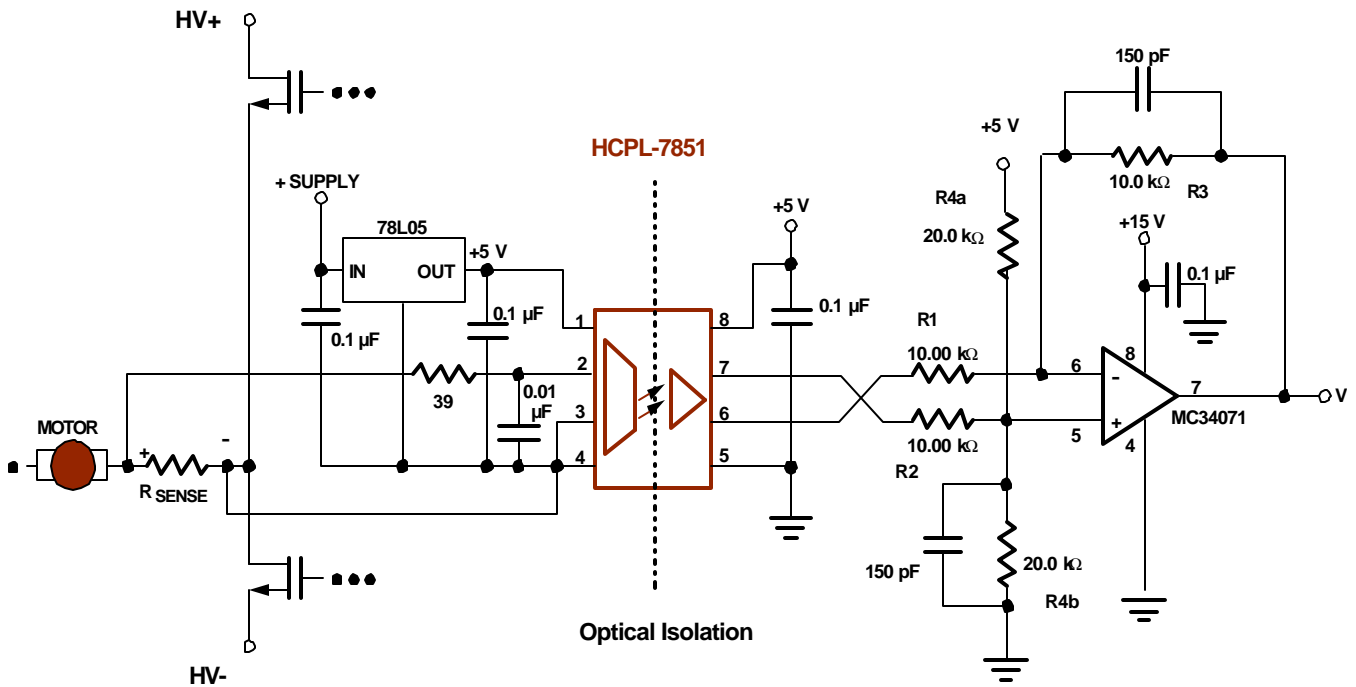 HV+
150 pF
+5 V
HCPL-7851
10.0 kΩ
R3
+ SUPPLY
R4a
+5 V
+15 V
78L05
20.0 kΩ
+5 V
IN
OUT
0.1 µF
0.1 µF
0.1 µF
0.1 µF
1
8
R1
10.00 kΩ
2
7
6
-
8
39
0.01
µF
3
6
7
V
MOTOR
-
+
10.00 kΩ
5
+
MC34071
4
5
4
R SENSE
R2
150 pF
20.0 kΩ
R4b
Optical Isolation
HV-